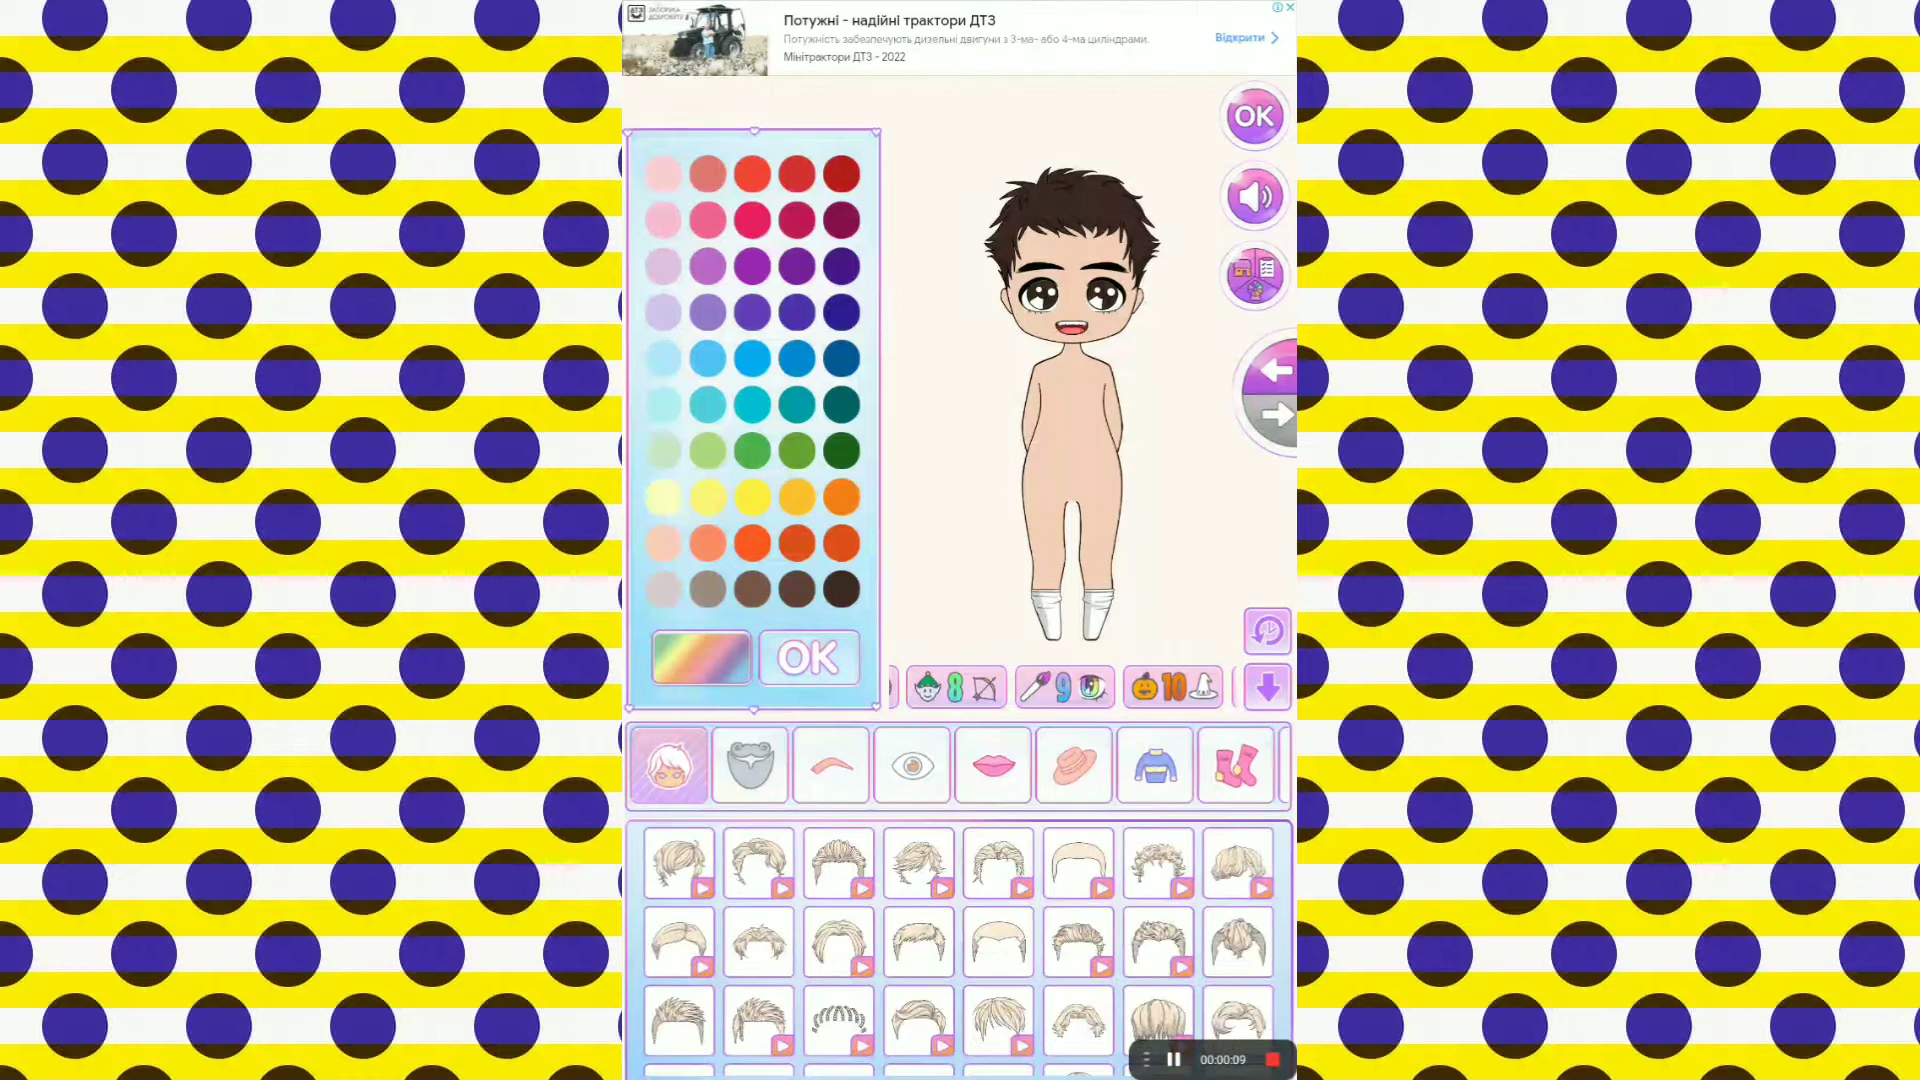 Потужні - надійні трактори ДТЗ
Потужність забезпечують дизельні двигуни з 3-ма- або 4-ма циліндрами.
Мінітрактори ДТЗ - 2022
Відкрити
OK
OK
8
9
10
00:00:09